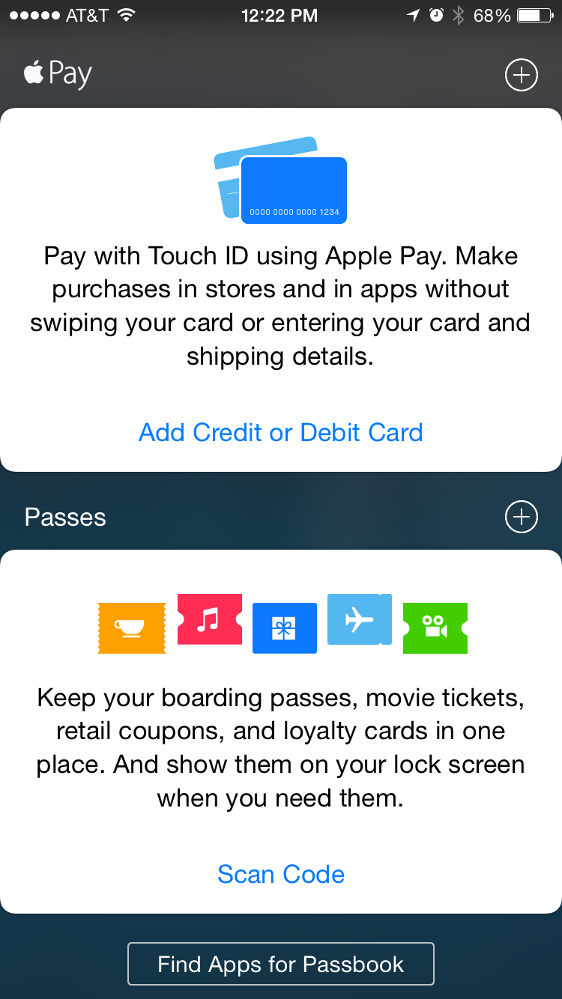 AT&T 12:22 PM 68%
Pay
0000 0000 0000 1234
Pay with Touch ID using Apple Pay. Make
purchases in stores and in apps without
swiping your card or entering your card and
shipping details.
Add Credit or Debit Card
Passes
Keep your boarding passes, movie tickets,
retail coupons, and loyalty cards in one
place. And show them on your lock screen
when you need them.
Scan Code
Find Apps for Passbook